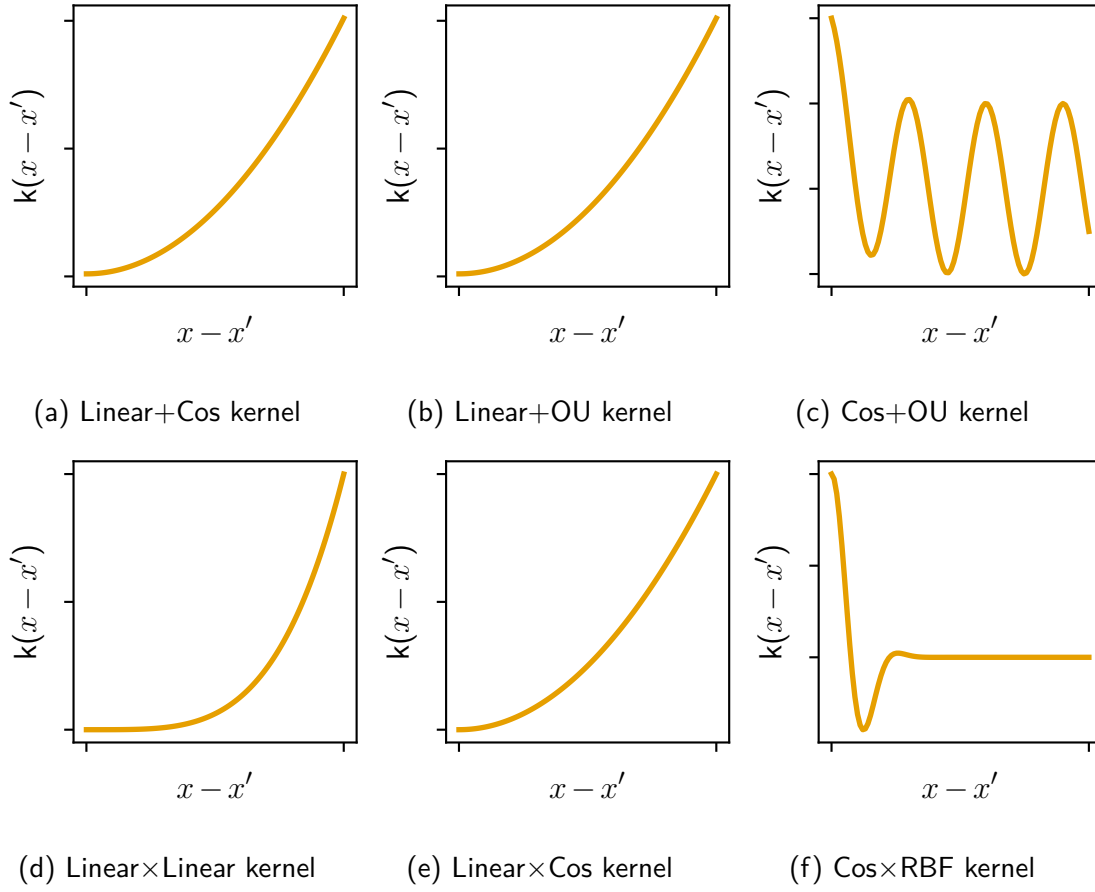 k(x − x′)
k(x − x′)
k(x − x′)
x − x′
x − x′
x − x′
(a) Linear+Cos kernel
(b) Linear+OU kernel
(c) Cos+OU kernel
k(x − x′)
k(x − x′)
k(x − x′)
x − x′
x − x′
x − x′
(d) Linear×Linear kernel
(e) Linear×Cos kernel
(f) Cos×RBF kernel